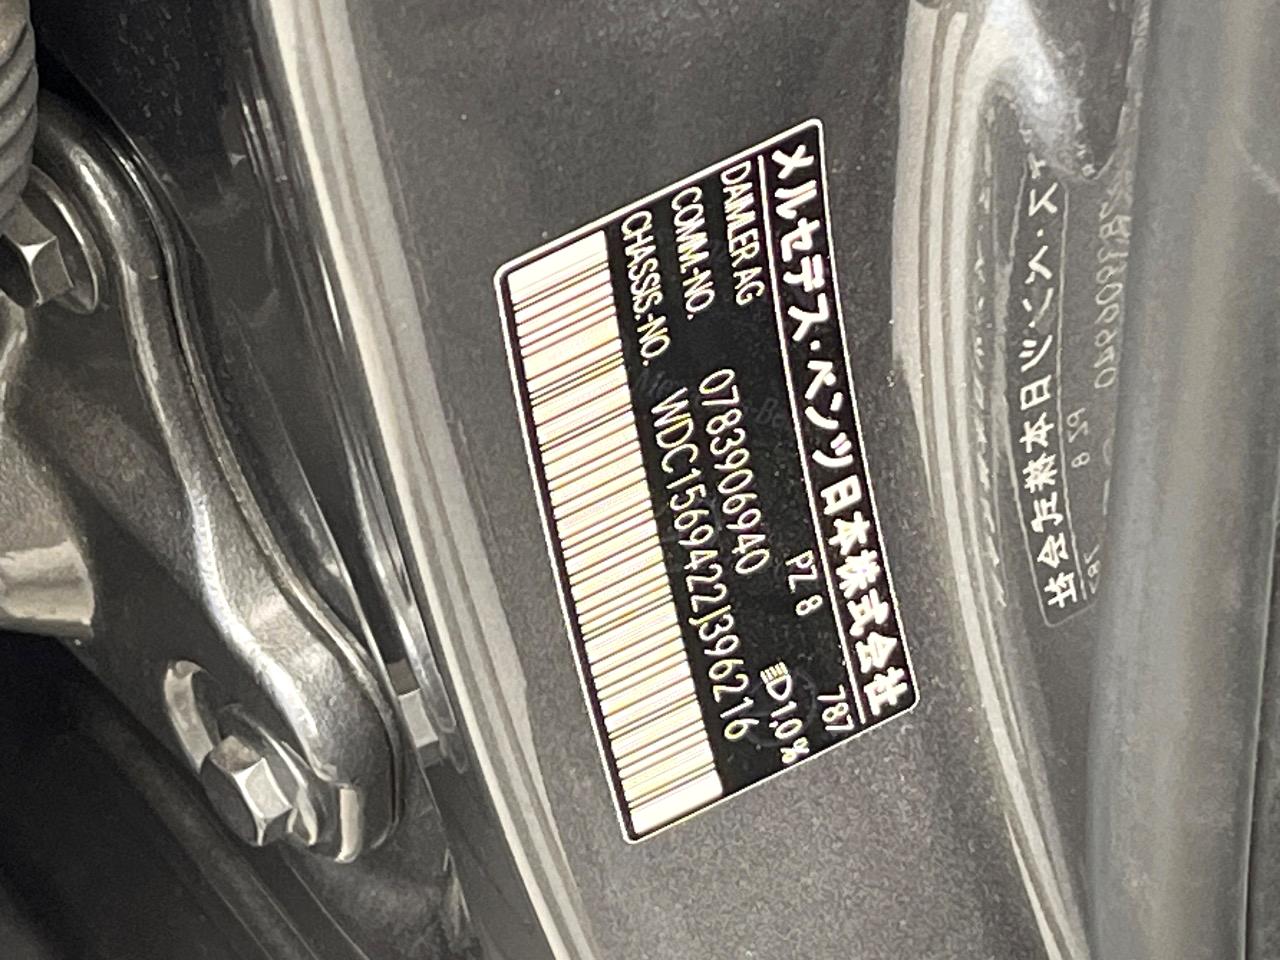 メルセデス・ベンツ日本株式会社
DAIMLER AG 787
COMM.-NO. 0783906940 PZ 8 1,0 %
CHASSIS.-NO. WDC1569422J396216